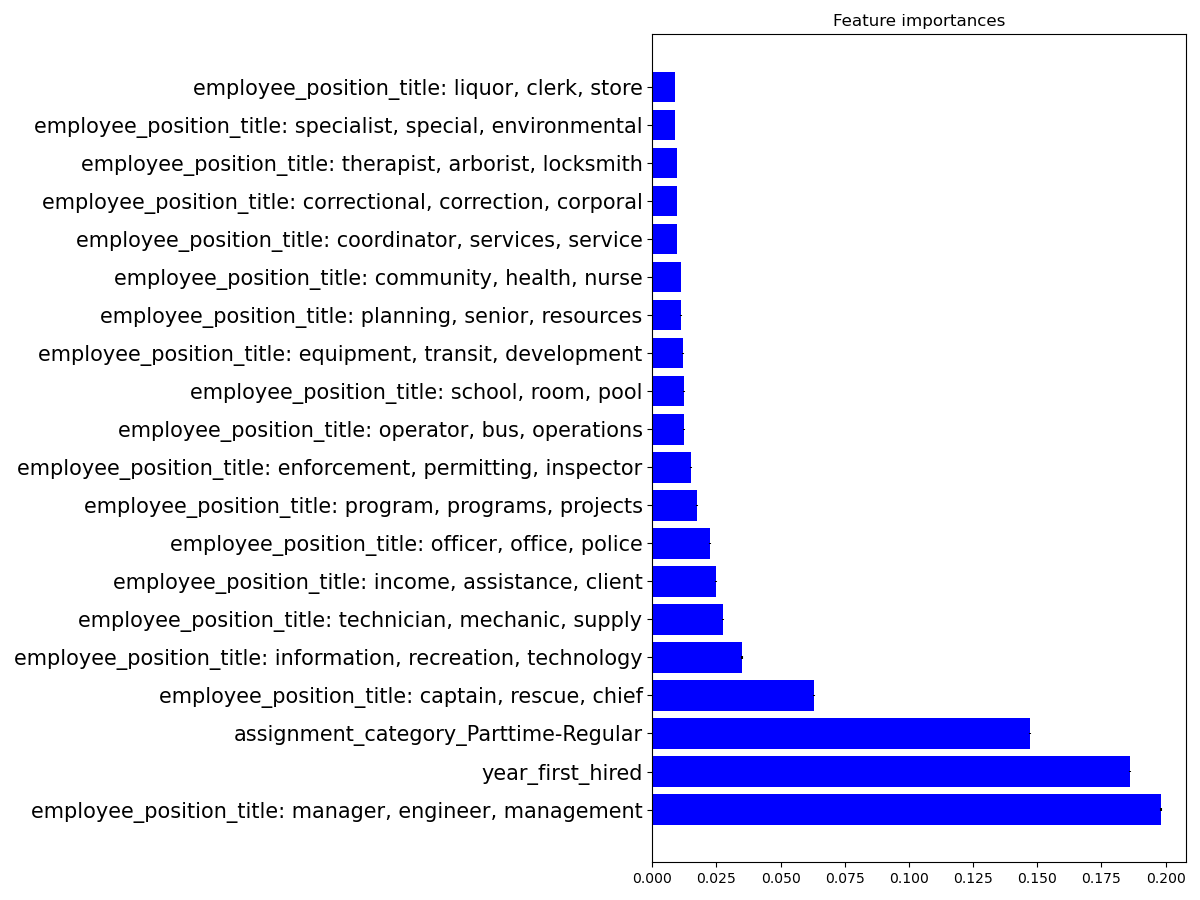 Feature importances
employee_position_title: liquor, clerk, store
employee_position_title: specialist, special, environmental
employee_position_title: therapist, arborist, locksmith
employee_position_title: correctional, correction, corporal
employee_position_title: coordinator, services, service
employee_position_title: community, health, nurse
employee_position_title: planning, senior, resources
employee_position_title: equipment, transit, development
employee_position_title: school, room, pool
employee_position_title: operator, bus, operations
employee_position_title: enforcement, permitting, inspector
employee_position_title: program, programs, projects
employee_position_title: officer, office, police
employee_position_title: income, assistance, client
employee_position_title: technician, mechanic, supply
employee_position_title: information, recreation, technology
employee_position_title: captain, rescue, chief
assignment_category_Parttime-Regular
year_first_hired
employee_position_title: manager, engineer, management
0.000 0.025 0.050 0.075 0.100 0.125 0.150 0.175 0.200